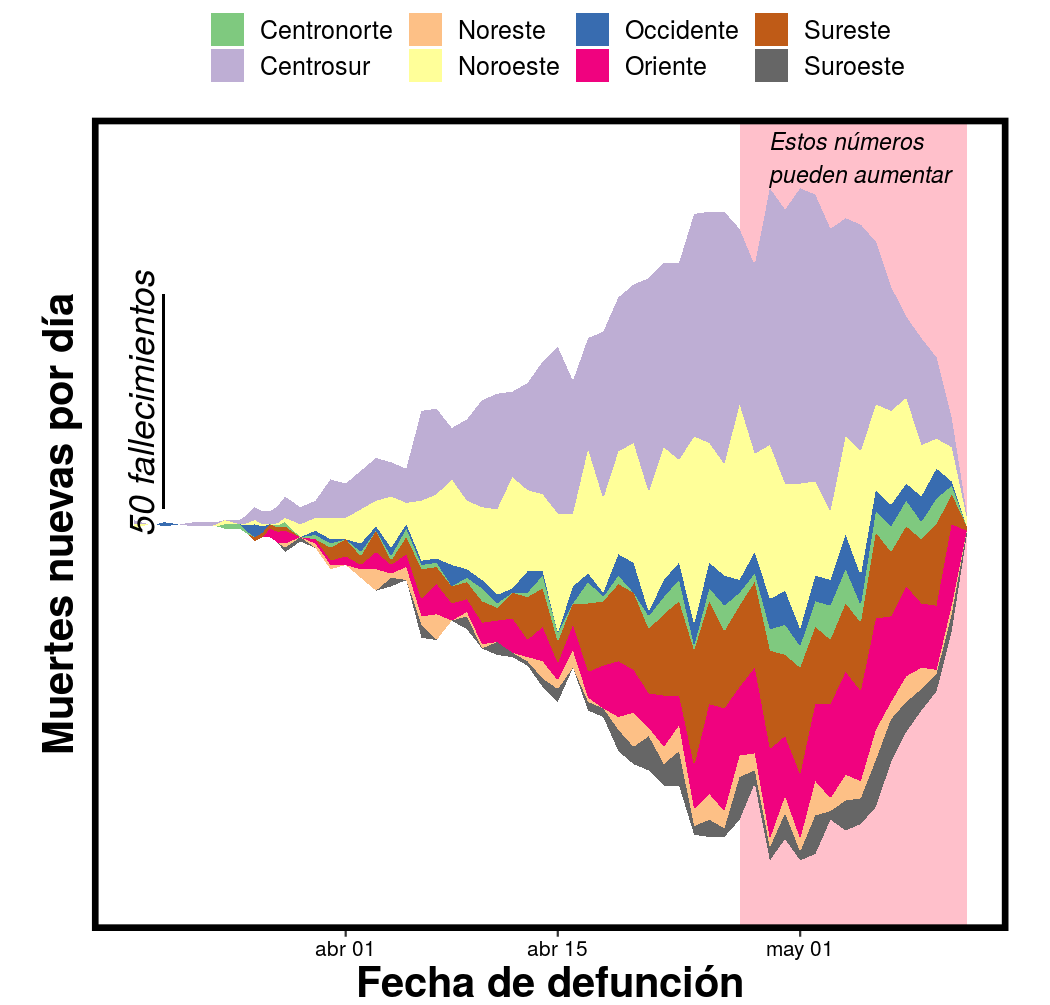 Centronorte Noreste Occidente Sureste
Centrosur Noroeste Oriente Suroeste
Estos números
pueden aumentar
50 fallecimientos
Muertes nuevas por día
abr 01 abr 15 may 01
Fecha de defunción